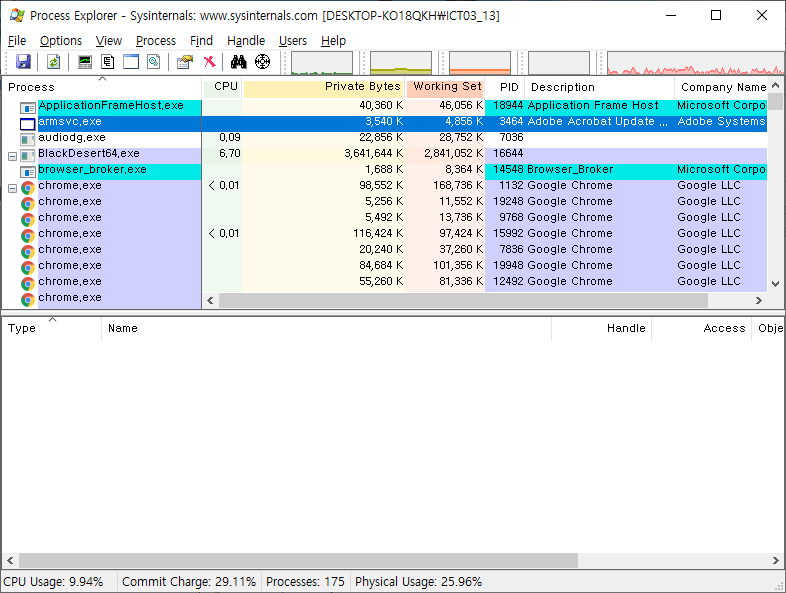 Process Explorer - Sysinternals: www.sysinternals.com [DESKTOP-KO18QKH₩ICT03_13]
File Options View Process Find Handle Users Help
Process CPU Private Bytes Working Set PID Description Company Name
ApplicationFrameHost.exe 40,360 K 46,056 K 18944 Application Frame Host Microsoft Corpo
armsvc.exe 3,540 K 4,856 K 3464 Adobe Acrobat Update ... Adobe Systems
audiodg.exe 0.09 22,856 K 28,752 K 7036
BlackDesert64.exe 6.70 3,641,644 K 2,841,052 K 16644
browser_broker.exe 1,688 K 8,364 K 14548 Browser_Broker Microsoft Corpo
chrome.exe < 0.01 98,552 K 168,736 K 1132 Google Chrome Google LLC
chrome.exe 5,256 K 11,552 K 19248 Google Chrome Google LLC
chrome.exe 5,492 K 13,736 K 9768 Google Chrome Google LLC
chrome.exe < 0.01 116,424 K 97,424 K 15992 Google Chrome Google LLC
chrome.exe 20,240 K 37,260 K 7836 Google Chrome Google LLC
chrome.exe 84,684 K 101,356 K 19948 Google Chrome Google LLC
chrome.exe 55,260 K 81,336 K 12492 Google Chrome Google LLC
chrome.exe
Type Name Handle Access Obje
CPU Usage: 9.94% Commit Charge: 29.11% Processes: 175 Physical Usage: 25.96%